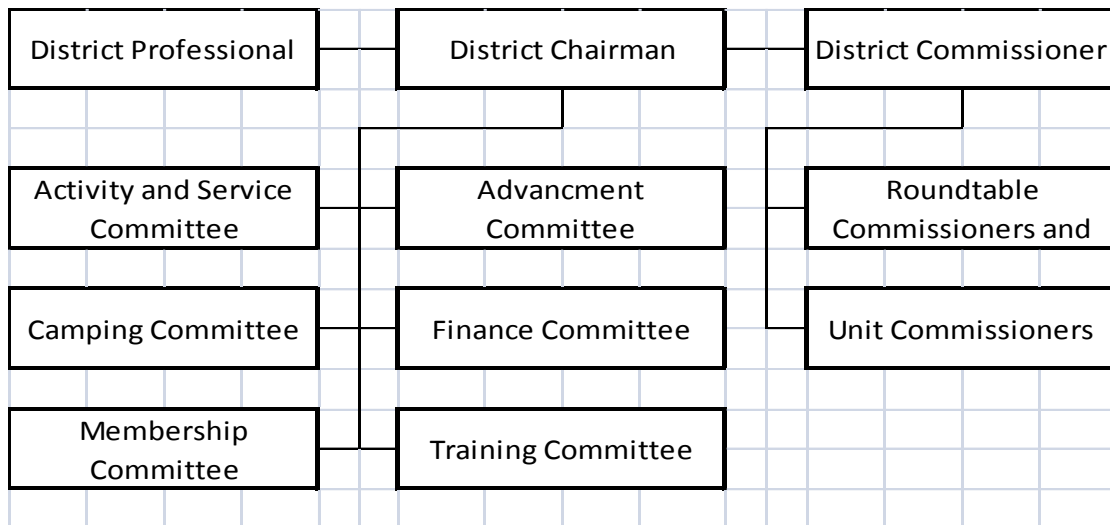 District Professional
District Chairman
District Commissioner
Activity and Service
Committee
Advancment
Committee
Roundtable
Commissioners and
Camping Committee
Finance Committee
Unit Commissioners
Membership
Committee
Training Committee